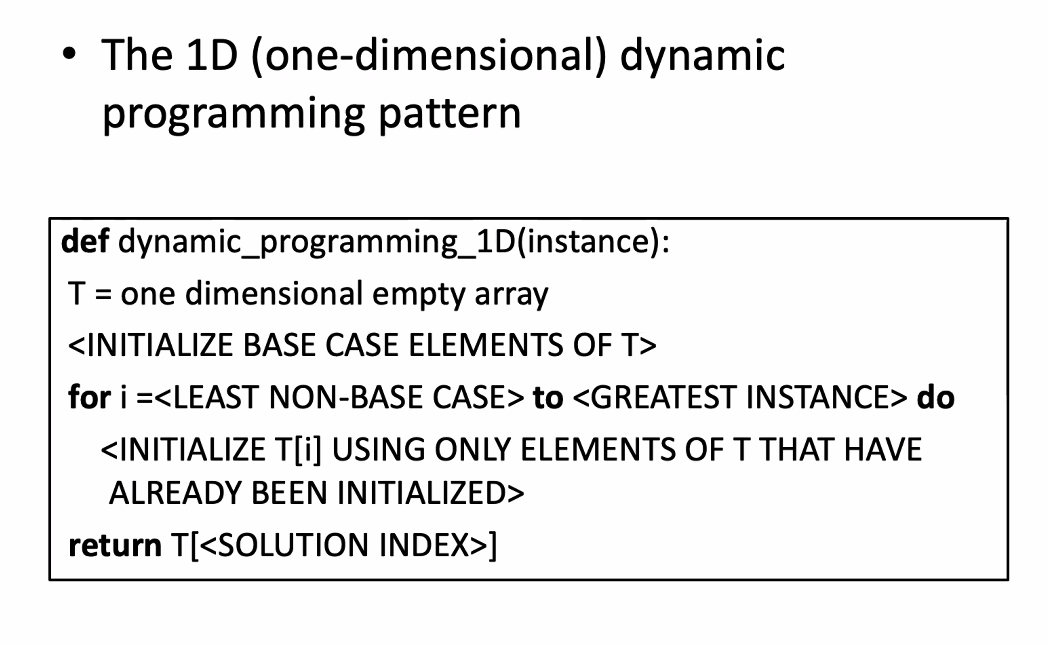 • The 1D (one-dimensional) dynamic
programming pattern
def dynamic_programming_1D(instance):
T = one dimensional empty array
<INITIALIZE BASE CASE ELEMENTS OF T>
for i =<LEAST NON-BASE CASE> to <GREATEST INSTANCE> do
<INITIALIZE T[i] USING ONLY ELEMENTS OF T THAT HAVE
ALREADY BEEN INITIALIZED>
return T[<SOLUTION INDEX>]